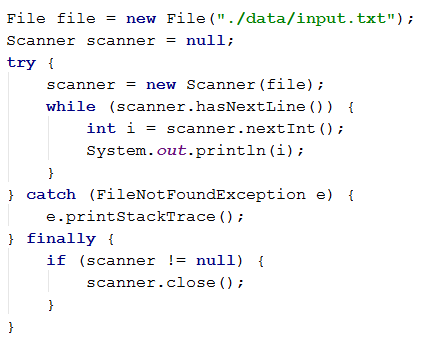 File file = new File("./data/input.txt");
Scanner scanner = null;
try {
    scanner = new Scanner(file);
    while (scanner.hasNextLine()) {
        int i = scanner.nextInt();
        System.out.println(i);
    }
} catch (FileNotFoundException e) {
    e.printStackTrace();
} finally {
    if (scanner != null) {
        scanner.close();
    }
}